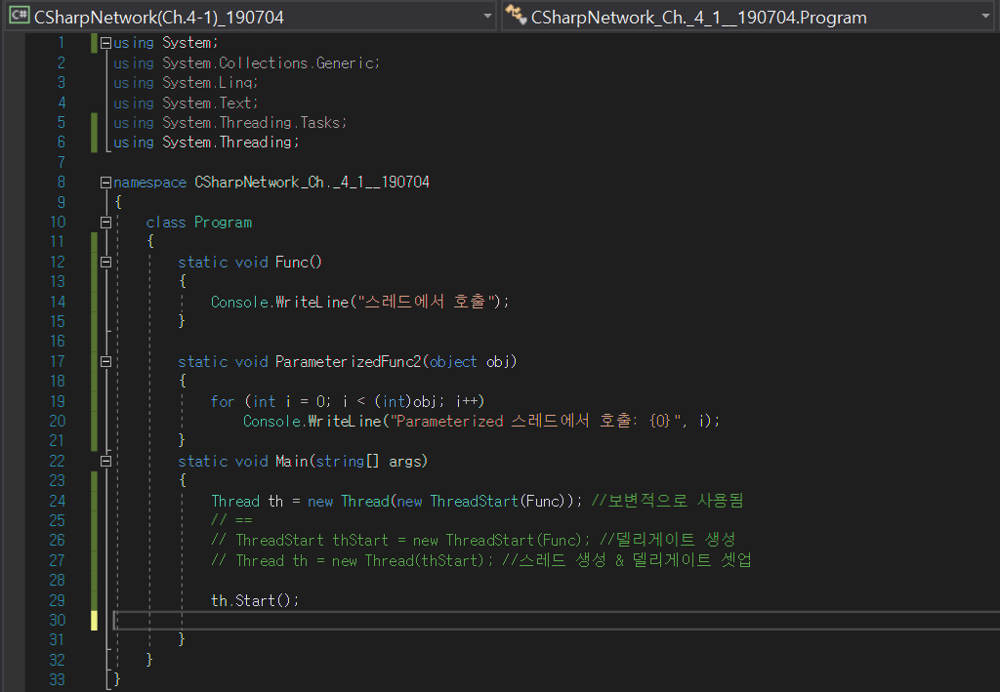 CSharpNetwork(Ch.4-1)_190704 CSharpNetwork_Ch._4_1__190704.Program
1 using System;
2 using System.Collections.Generic;
3 using System.Linq;
4 using System.Text;
5 using System.Threading.Tasks;
6 using System.Threading;
7
8 namespace CSharpNetwork_Ch._4_1__190704
9 {
10 class Program
11 {
12 static void Func()
13 {
14 Console.WriteLine("스레드에서 호출");
15 }
16
17 static void ParameterizedFunc2(object obj)
18 {
19 for (int i = 0; i < (int)obj; i++)
20 Console.WriteLine("Parameterized 스레드에서 호출: {0}", i);
21 }
22 static void Main(string[] args)
23 {
24 Thread th = new Thread(new ThreadStart(Func)); //보변적으로 사용됨
25 // ==
26 // ThreadStart thStart = new ThreadStart(Func); //델리게이트 생성
27 // Thread th = new Thread(thStart); //스레드 생성 & 델리게이트 셋업
28
29 th.Start();
30
31 }
32 }
33 }